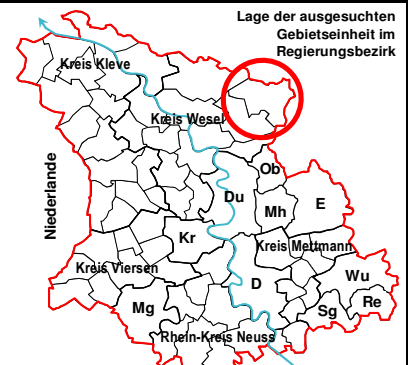 Lage der ausgesuchten
Gebietseinheit im
Regierungsbezirk
Kreis Kleve
Kreis Wesel
Niederlande
Ob
Du
Mh
E
Kr
Kreis Mettmann
Kreis Viersen
Wu
D
Mg
Sg
Re
Rhein-Kreis Neuss